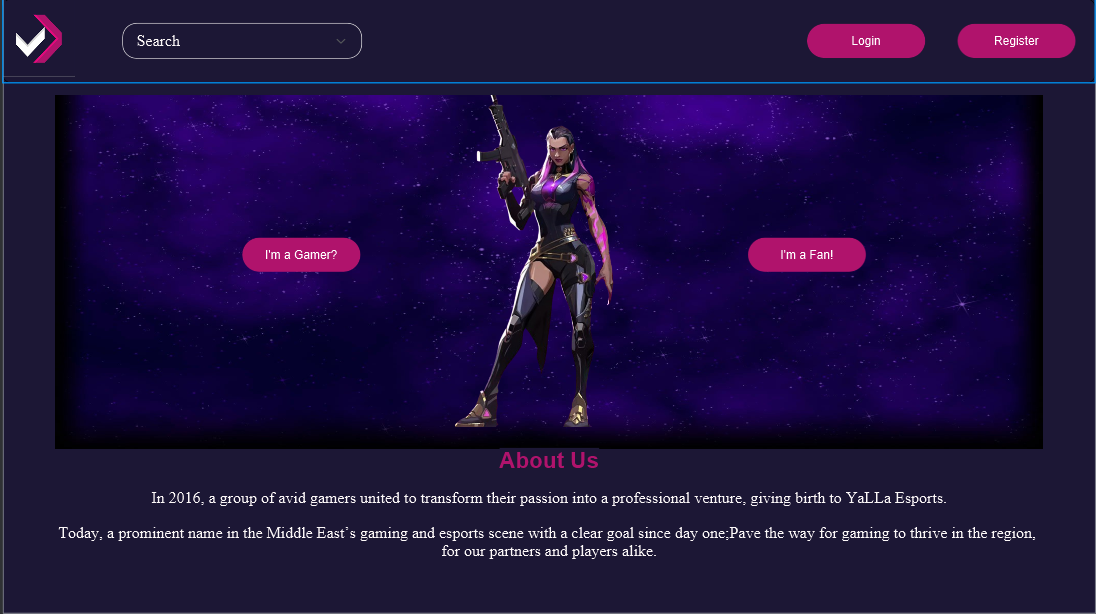 Search
Login
Register
I'm a Gamer?
I'm a Fan!
About Us
In 2016, a group of avid gamers united to transform their passion into a professional venture, giving birth to YaLLa Esports.
Today, a prominent name in the Middle East’s gaming and esports scene with a clear goal since day one;Pave the way for gaming to thrive in the region,
for our partners and players alike.